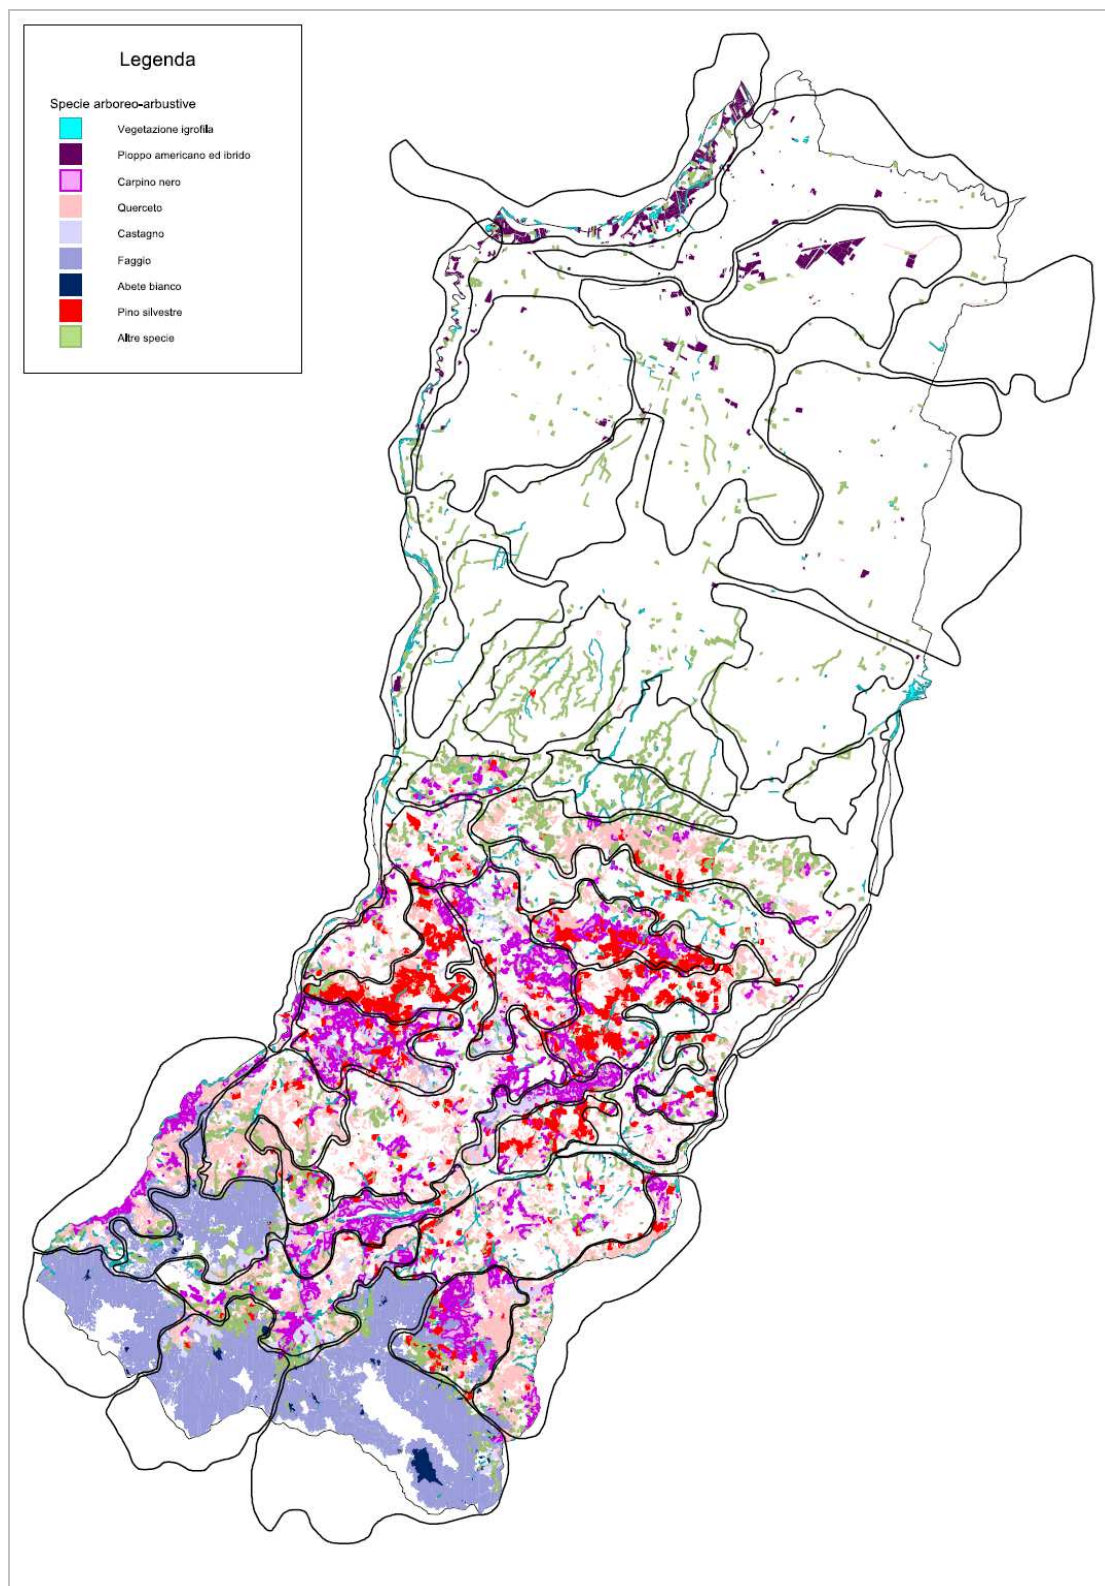 Legenda
Specie arboreo-arbustive
Vegetazione igrofila
Pioppo americano ed ibrido
Carpino nero
Querceto
Castagno
Faggio
Abete bianco
Pino silvestre
Altre specie